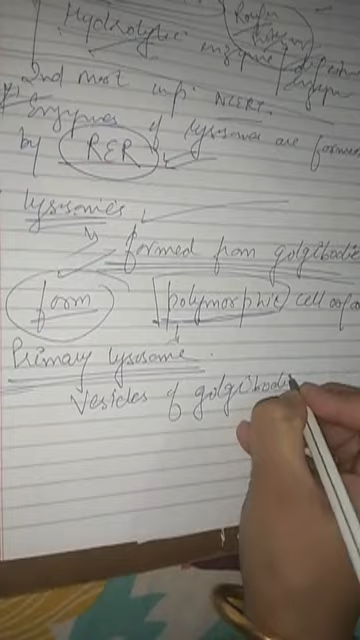 Hydrolytic enzyme
2nd most imp. NCERT.
Enzymes of lysosomes are formed
by RER
lysosomes
formed from golgibodies
form polymorphic cell
Primary lysosome.
Vesicles of golgibodi